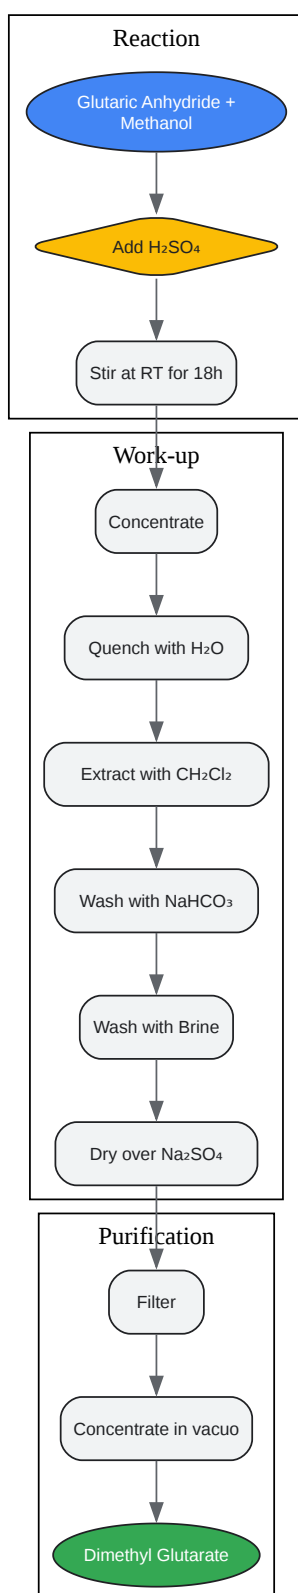 Reaction
Glutaric Anhydride +
Methanol
Add H₂SO₄
Stir at RT for 18h
Work-up
Concentrate
Quench with H₂O
Extract with CH₂Cl₂
Wash with NaHCO₃
Wash with Brine
Dry over Na₂SO₄
Purification
Filter
Concentrate in vacuo
Dimethyl Glutarate